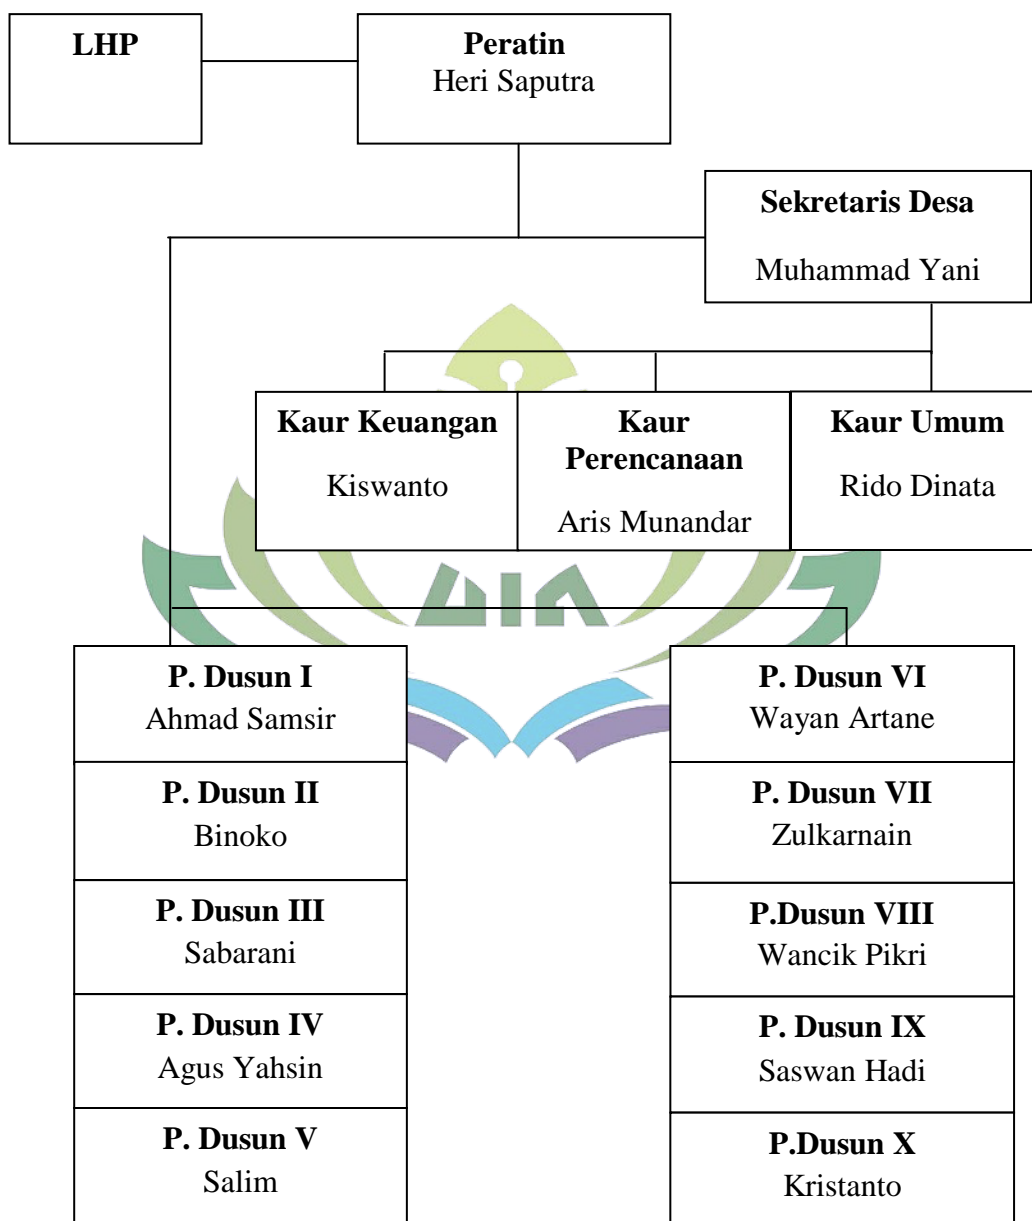 LHP
Peratin
Heri Saputra
Sekretaris Desa
Muhammad Yani
Kaur Keuangan
Kiswanto
Kaur
Perencanaan
Aris Munandar
Kaur Umum
Rido Dinata
UIN
P. Dusun I
Ahmad Samsir
P. Dusun II
Binoko
P. Dusun III
Sabarani
P. Dusun IV
Agus Yahsin
P. Dusun V
Salim
P. Dusun VI
Wayan Artane
P. Dusun VII
Zulkarnain
P.Dusun VIII
Wancik Pikri
P. Dusun IX
Saswan Hadi
P.Dusun X
Kristanto